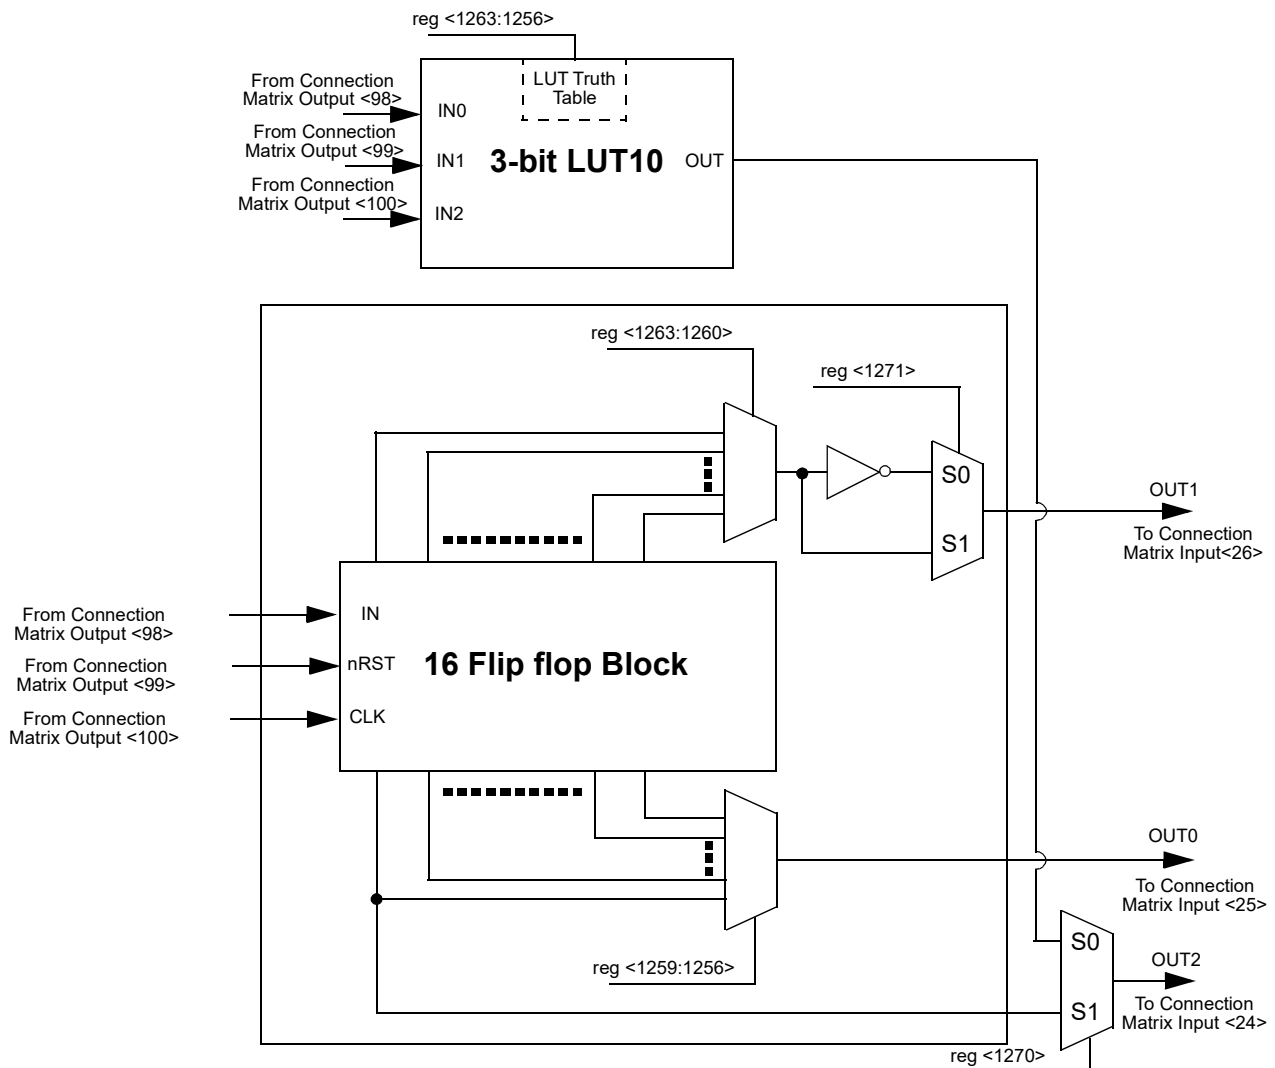 reg <1263:1256>
From Connection
Matrix Output <98>
From Connection
Matrix Output <99>
From Connection
Matrix Output <100>
IN0
IN1
IN2
LUT Truth
Table
3-bit LUT10
OUT
reg <1263:1260>
reg <1271>
S0
S1
OUT1
To Connection
Matrix Input<26>
From Connection
Matrix Output <98>
From Connection
Matrix Output <99>
From Connection
Matrix Output <100>
IN
nRST
CLK
16 Flip flop Block
OUT0
To Connection
Matrix Input <25>
reg <1259:1256>
S0
S1
OUT2
To Connection
Matrix Input <24>
reg <1270>